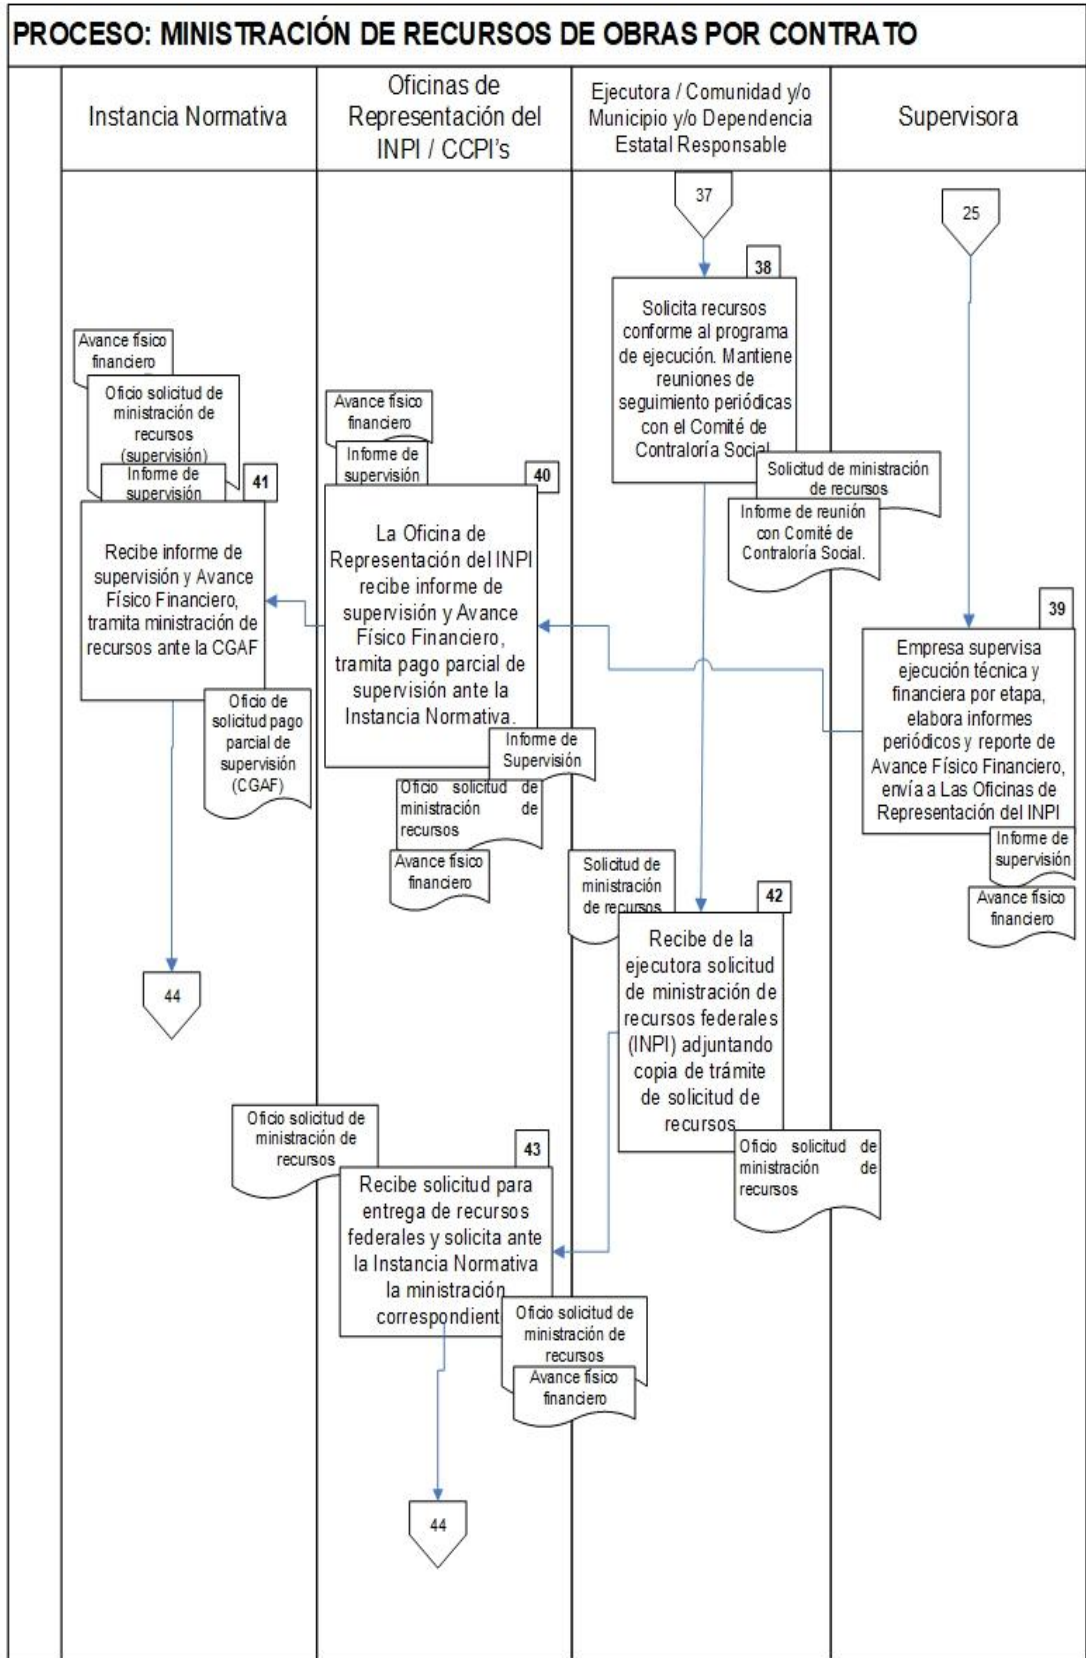 PROCESO: MINISTRACIÓN DE RECURSOS DE OBRAS POR CONTRATO
Instancia Normativa
Oficinas de
Representación del
INPI / CCPI's
Ejecutora / Comunidad y/o
Municipio y/o Dependencia
Estatal Responsable
Supervisora
37
25
38
Solicita recursos
conforme al programa
de ejecución. Mantiene
reuniones de
seguimiento periódicas
con el Comité de
Contraloría Social
Solicitud de ministración
de recursos
Informe de reunión
con Comité de
Contraloría Social.
39
Empresa supervisa
ejecución técnica y
financiera por etapa,
elabora informes
periódicos y reporte de
Avance Físico Financiero,
envía a Las Oficinas de
Representación del INPI
Informe de
supervisión
Avance físico
financiero
Avance físico
financiero
Informe de
supervisión
40
La Oficina de
Representación del INPI
recibe informe de
supervisión y Avance
Físico Financiero,
tramita pago parcial de
supervisión ante la
Instancia Normativa.
Informe de
Supervisión
Oficio solicitud de
ministración de
recursos
Avance físico
financiero
Avance físico
financiero
Oficio solicitud de
ministración de
recursos
(supervisión)
Informe de
supervisión
41
Recibe informe de
supervisión y Avance
Físico Financiero,
tramita ministración de
recursos ante la CGAF
Oficio de
solicitud pago
parcial de
supervisión
(CGAF)
44
Solicitud de
ministración
de recursos
42
Recibe de la
ejecutora solicitud
de ministración de
recursos federales
(INPI) adjuntando
copia de trámite
de solicitud de
recursos
Oficio solicitud de
ministración de
recursos
Oficio solicitud de
ministración de
recursos
43
Recibe solicitud para
entrega de recursos
federales y solicita ante
la Instancia Normativa
la ministración
correspondient
Oficio solicitud de
ministración de
recursos
Avance físico
financiero
44